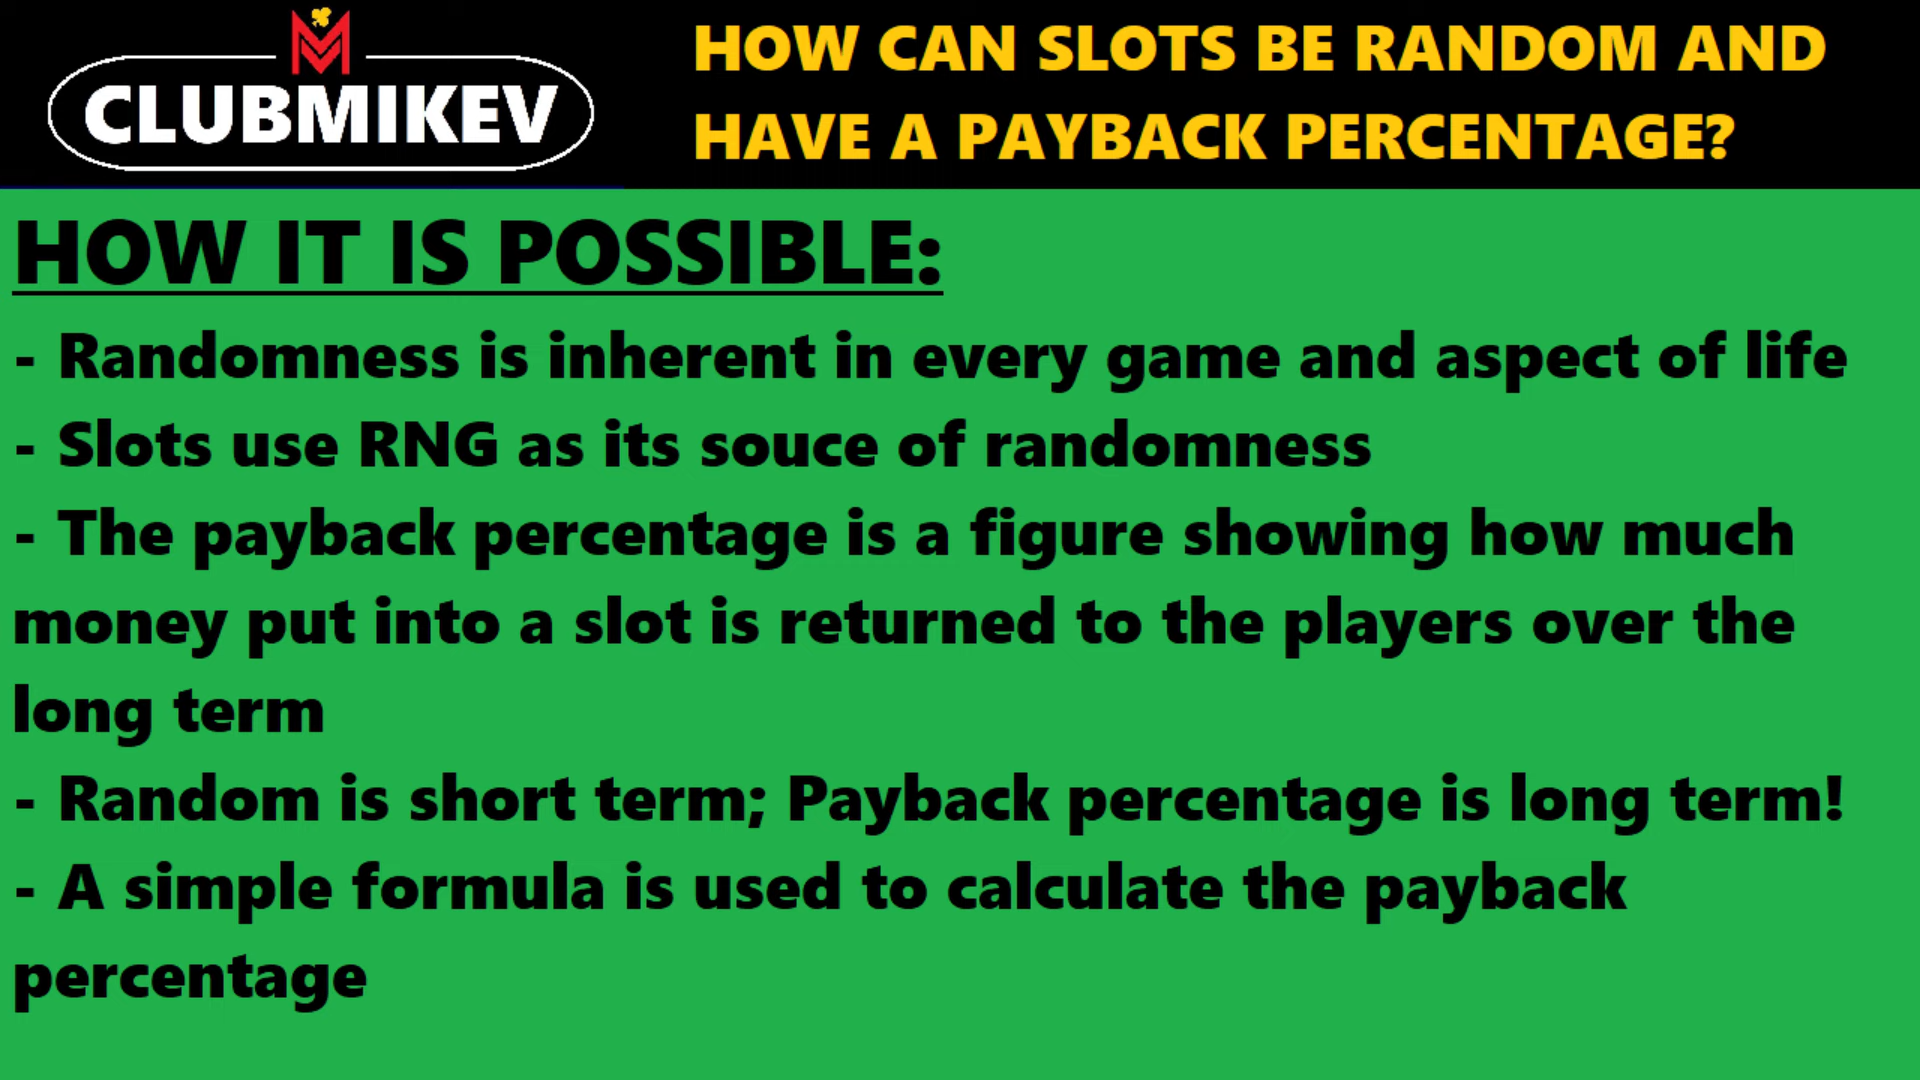 CLUBMIKEV
HOW CAN SLOTS BE RANDOM AND
HAVE A PAYBACK PERCENTAGE?
HOW IT IS POSSIBLE:
- Randomness is inherent in every game and aspect of life
- Slots use RNG as its souce of randomness
- The payback percentage is a figure showing how much
money put into a slot is returned to the players over the
long term
- Random is short term; Payback percentage is long term!
- A simple formula is used to calculate the payback
percentage